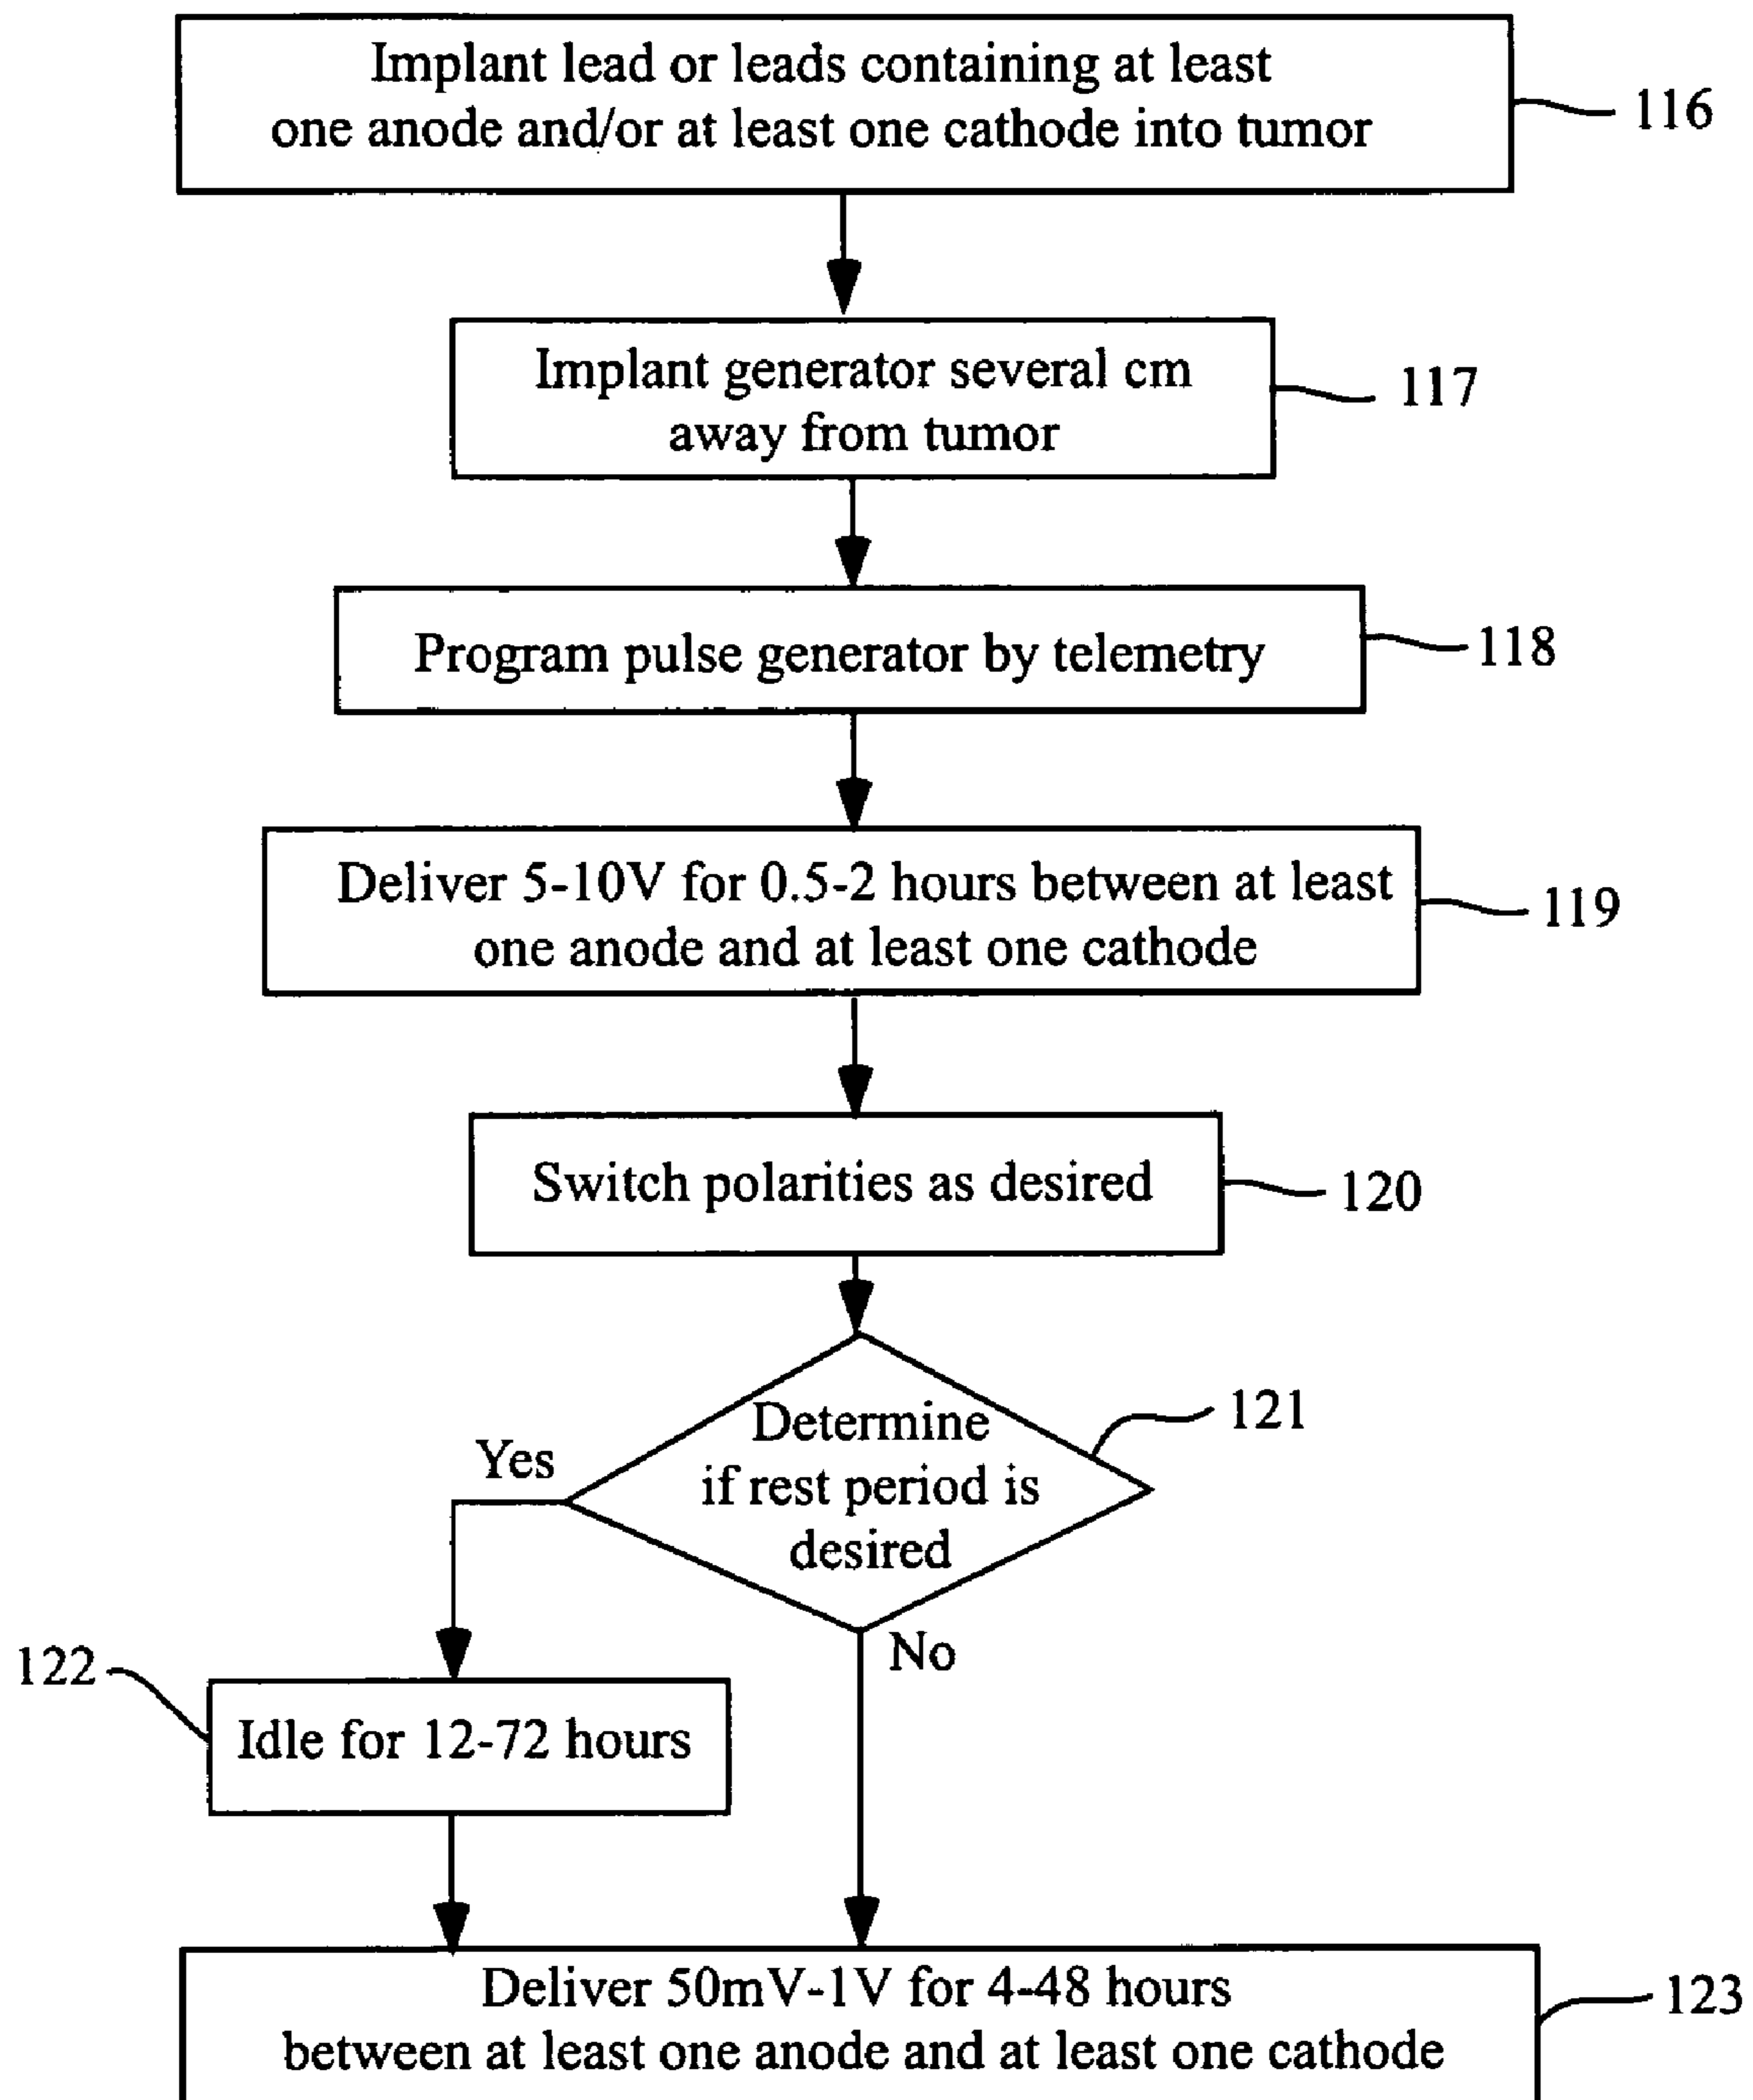 Implant lead or leads containing at least
one anode and/or at least one cathode into tumor
116
Implant generator several cm
away from tumor
117
Program pulse generator by telemetry
118
Deliver 5-10V for 0.5-2 hours between at least
one anode and at least one cathode
119
Switch polarities as desired
120
Determine
if rest period is
desired
121
Yes
No
122
Idle for 12-72 hours
Deliver 50mV-1V for 4-48 hours
between at least one anode and at least one cathode
123